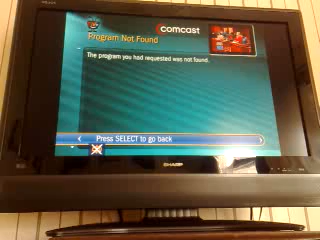 comcast
Program Not Found
The program you had requested was not found.
Press SELECT to go back
SHARP